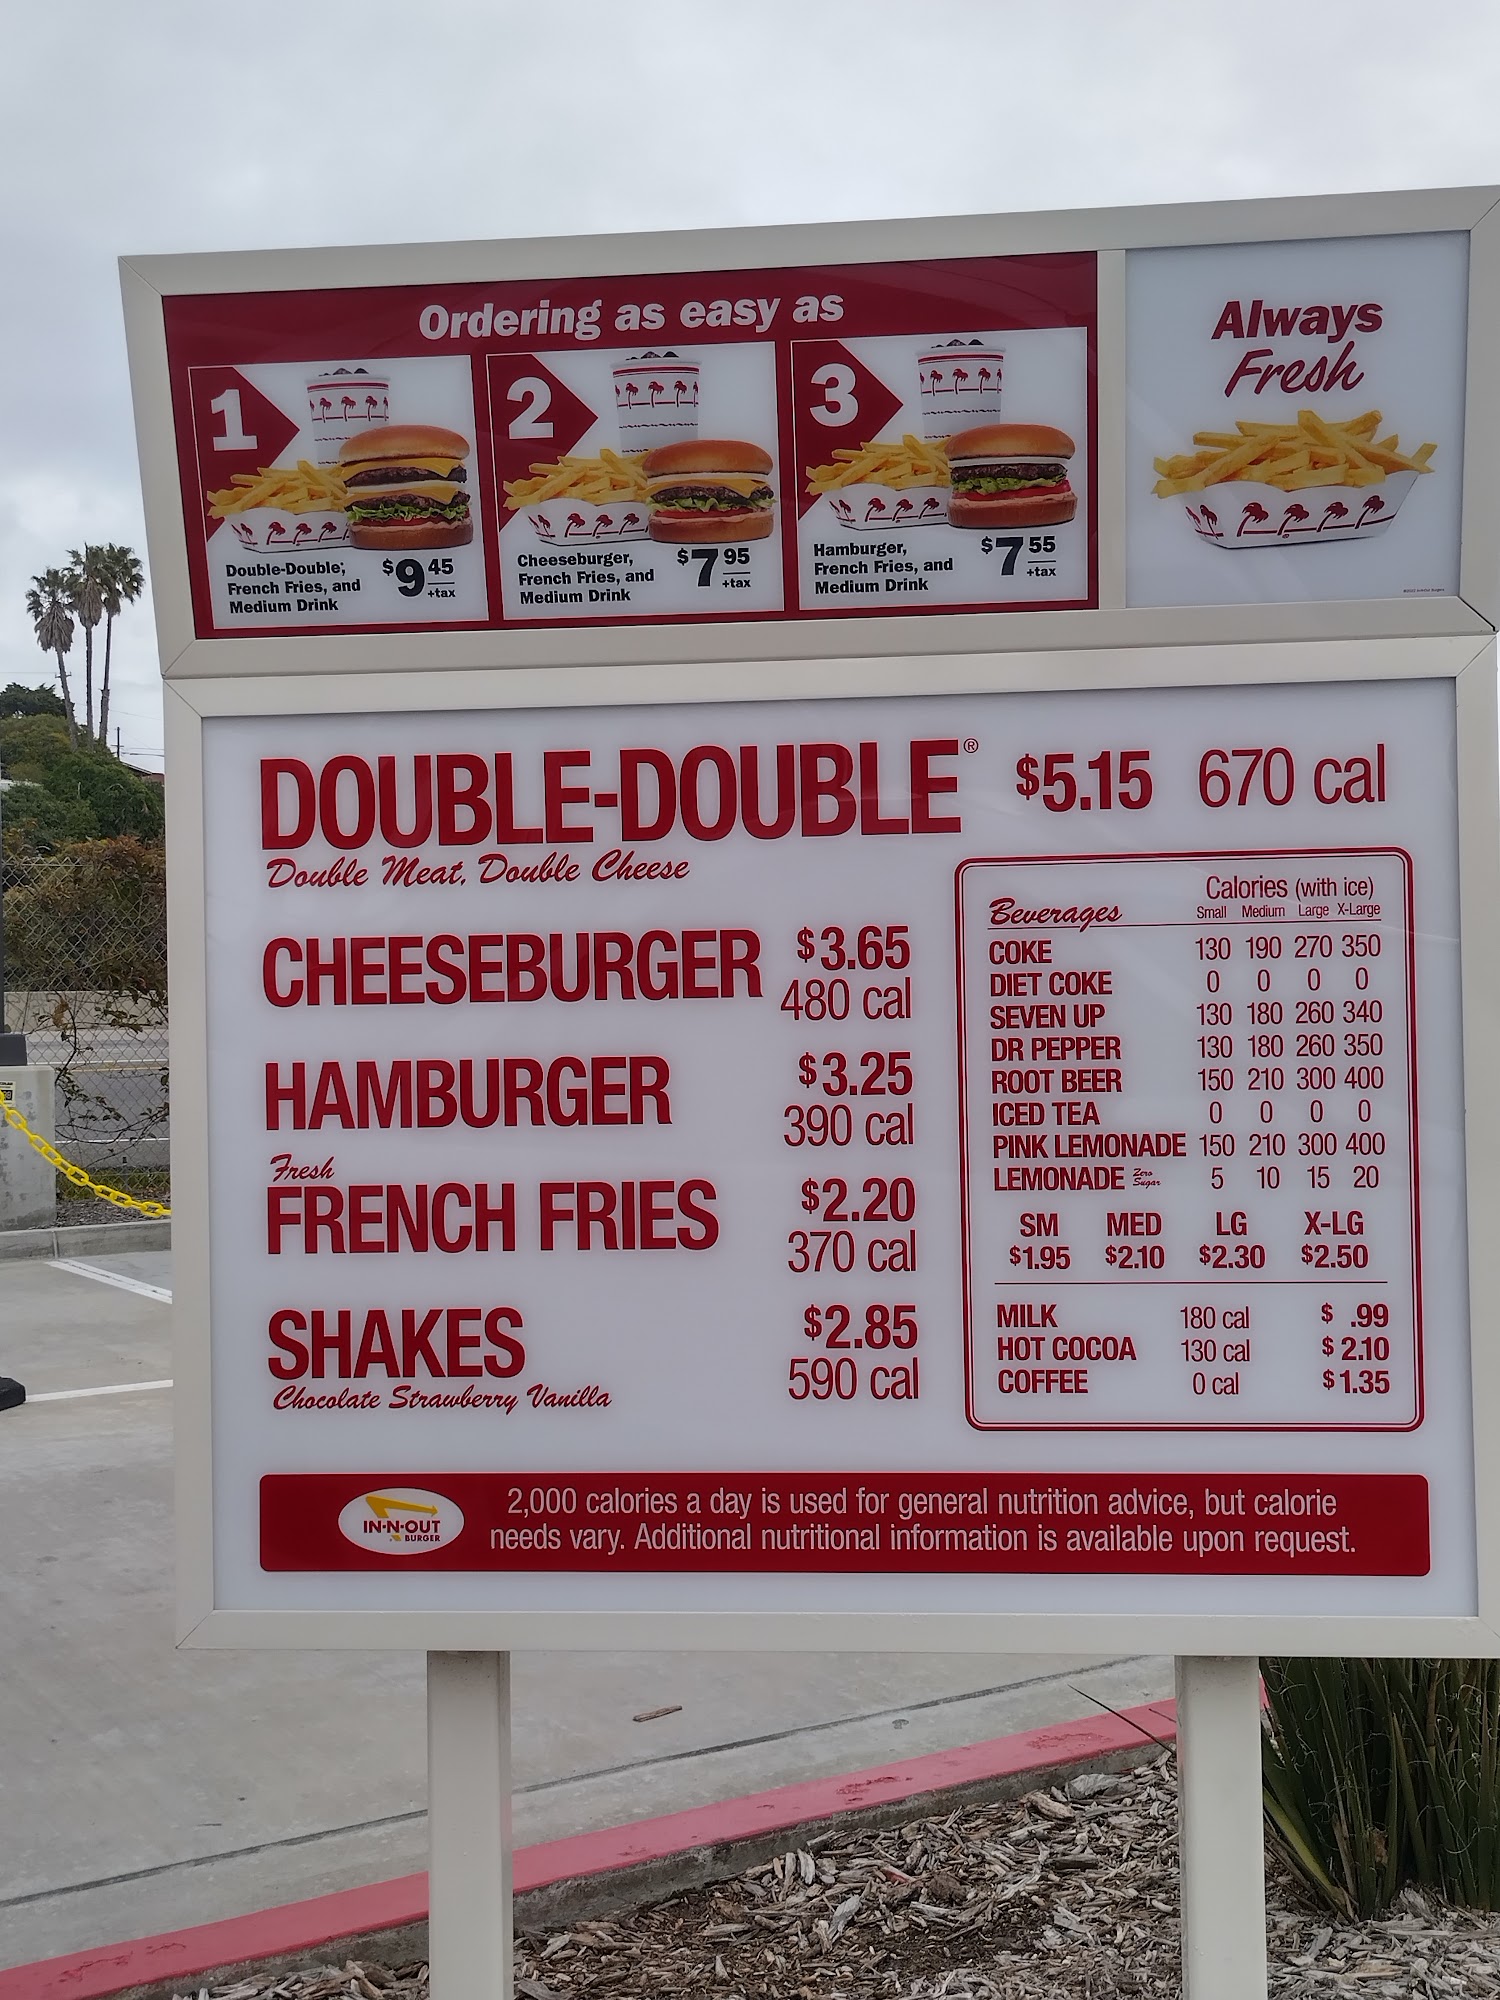 Ordering as easy as
1
Double-Double,
French Fries, and
Medium Drink
$9 45
+tax
2
Cheeseburger,
French Fries, and
Medium Drink
$7 95
+tax
3
Hamburger,
French Fries, and
Medium Drink
$7 55
+tax
Always
Fresh
DOUBLE-DOUBLE® $5.15 670 cal
Double Meat, Double Cheese
CHEESEBURGER $3.65
480 cal
HAMBURGER $3.25
390 cal
Fresh
FRENCH FRIES $2.20
370 cal
SHAKES $2.85
Chocolate Strawberry Vanilla 590 cal
Calories (with ice)
Beverages Small Medium Large X-Large
COKE 130 190 270 350
DIET COKE 0 0 0 0
SEVEN UP 130 180 260 340
DR PEPPER 130 180 260 350
ROOT BEER 150 210 300 400
ICED TEA 0 0 0 0
PINK LEMONADE 150 210 300 400
LEMONADE Zero Sugar 5 10 15 20
SM MED LG X-LG
$1.95 $2.10 $2.30 $2.50
MILK 180 cal $ .99
HOT COCOA 130 cal $2.10
COFFEE 0 cal $1.35
IN-N-OUT
BURGER
2,000 calories a day is used for general nutrition advice, but calorie
needs vary. Additional nutritional information is available upon request.